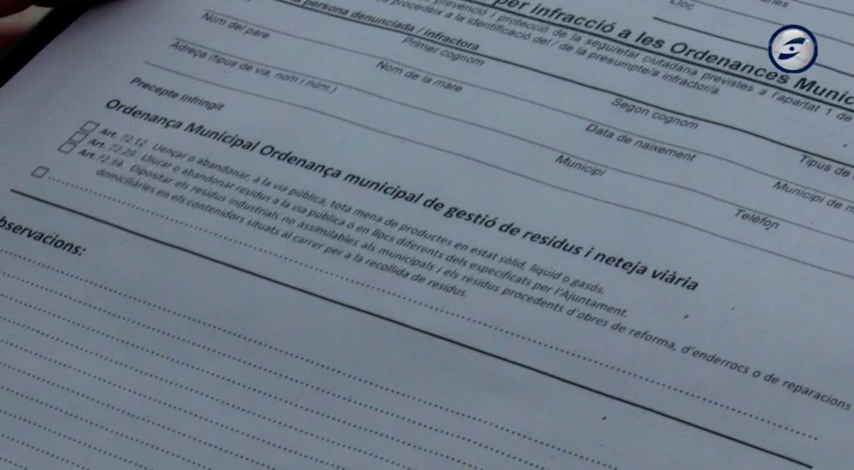 Lloc
per infracció a les Ordenances Munic
prevenció i protecció de la seguretat ciutadana previstes a l'apartat 1 de
procedeix a la identificació del / de la presumpte/a infractor/a
persona denunciada / infractora
Nom del pare
Primer cognom
Segon cognom
Tipus de
Adreça (tipus de via, nom i núm.)
Nom de la mare
Data de naixement
Municipi de n
Municipi
Telèfon
Precepte infringit
Ordenança Municipal Ordenança municipal de gestió de residus i neteja viària
Art. 72.12 Llençar o abandonar, a la via pública, tota mena de productes en estat sòlid, líquid o gasós.
Art. 72.29 Lliurar o abandonar residus a la via pública o en llocs diferents dels especificats per l'Ajuntament.
Art.72.34 Dipositar els residus industrials no assimilables als municipals i els residus procedents d'obres de reforma, d'enderrocs o de reparacions
domiciliàries en els contenidors situats al carrer per a la recollida de residus.
bservacions: